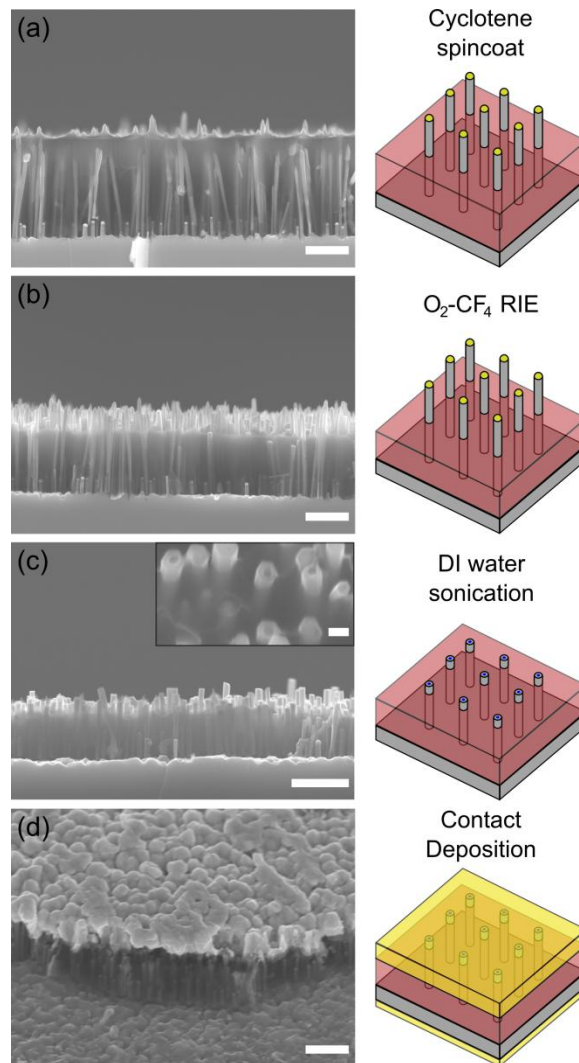 (a)
Cyclotene
spincoat
(b)
O₂-CF₄ RIE
(c)
DI water
sonication
(d)
Contact
Deposition